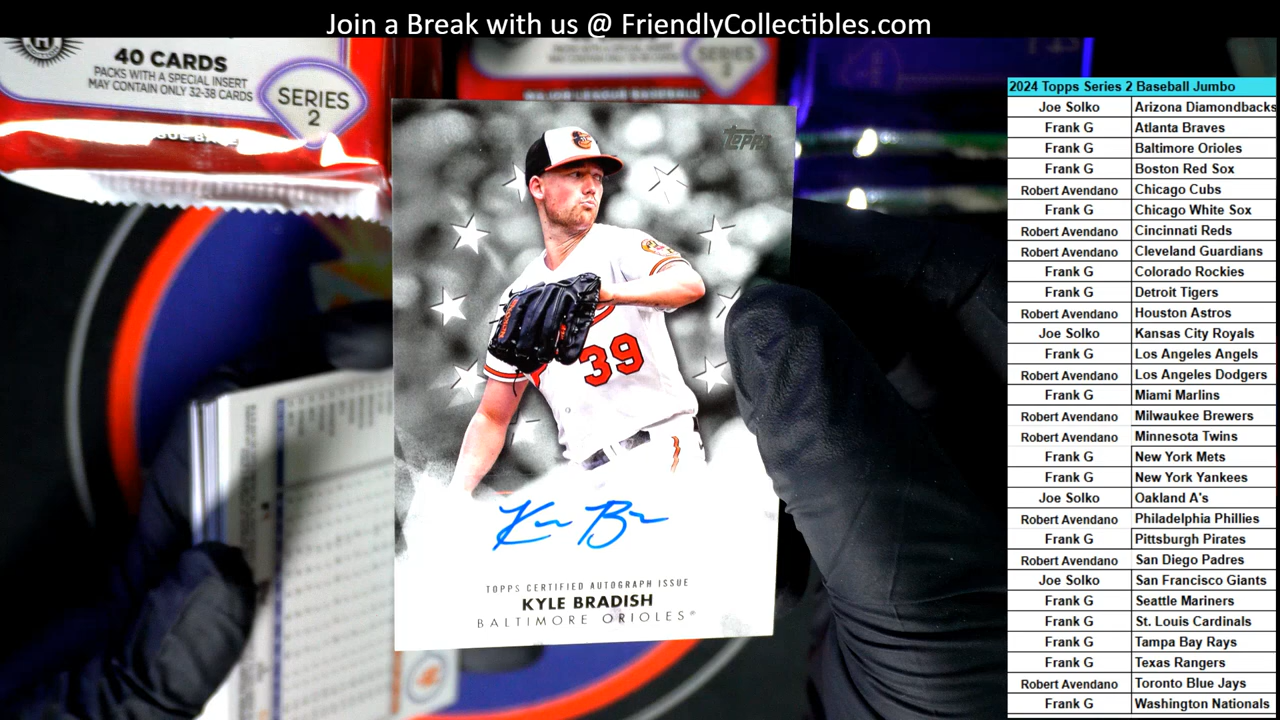 Join a Break with us @ FriendlyCollectibles.com
40 CARDS
PACKS WITH A SPECIAL INSERT
MAY CONTAIN ONLY 32-38 CARDS
SERIES
2
SERIES
2
MAJOR LEAGUE BASEBALL
Topps
39
TOPPS CERTIFIED AUTOGRAPH ISSUE
KYLE BRADISH
BALTIMORE ORIOLES®
2024 Topps Series 2 Baseball Jumbo
Joe Solko Arizona Diamondbacks
Frank G Atlanta Braves
Frank G Baltimore Orioles
Frank G Boston Red Sox
Robert Avendano Chicago Cubs
Frank G Chicago White Sox
Robert Avendano Cincinnati Reds
Robert Avendano Cleveland Guardians
Frank G Colorado Rockies
Frank G Detroit Tigers
Robert Avendano Houston Astros
Joe Solko Kansas City Royals
Frank G Los Angeles Angels
Robert Avendano Los Angeles Dodgers
Frank G Miami Marlins
Robert Avendano Milwaukee Brewers
Robert Avendano Minnesota Twins
Frank G New York Mets
Frank G New York Yankees
Joe Solko Oakland A's
Robert Avendano Philadelphia Phillies
Frank G Pittsburgh Pirates
Robert Avendano San Diego Padres
Joe Solko San Francisco Giants
Frank G Seattle Mariners
Frank G St. Louis Cardinals
Frank G Tampa Bay Rays
Frank G Texas Rangers
Robert Avendano Toronto Blue Jays
Frank G Washington Nationals